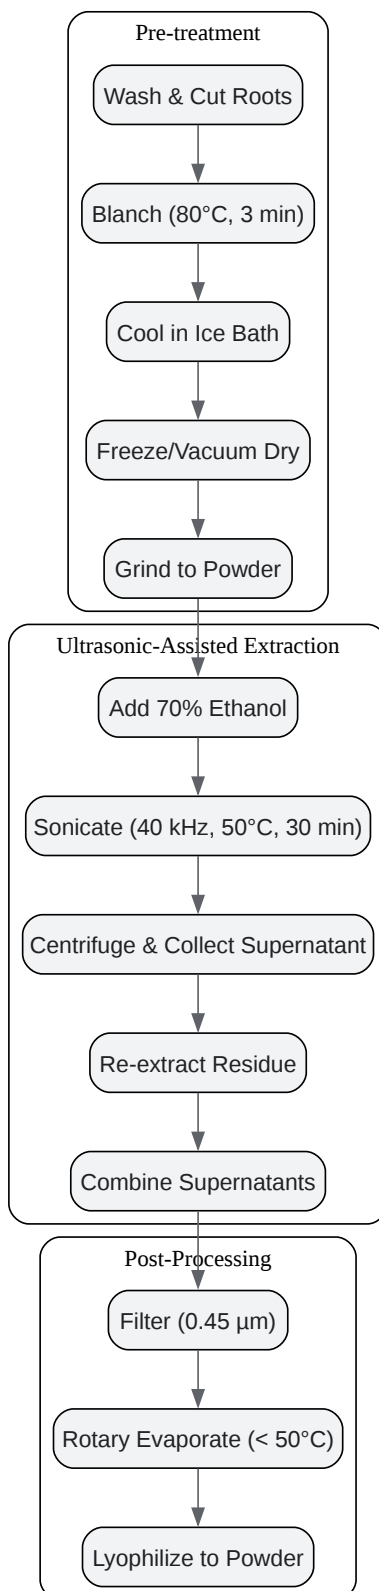 Pre-treatment
Wash & Cut Roots
Blanch (80°C, 3 min)
Cool in Ice Bath
Freeze/Vacuum Dry
Grind to Powder
Ultrasonic-Assisted Extraction
Add 70% Ethanol
Sonicate (40 kHz, 50°C, 30 min)
Centrifuge & Collect Supernatant
Re-extract Residue
Combine Supernatants
Post-Processing
Filter (0.45 µm)
Rotary Evaporate (< 50°C)
Lyophilize to Powder